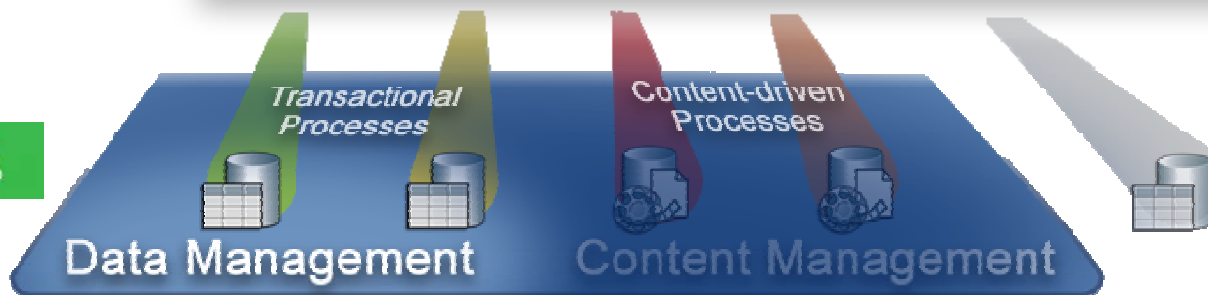 Transactional
Processes
Content-driven
Processes
Data Management
Content Management